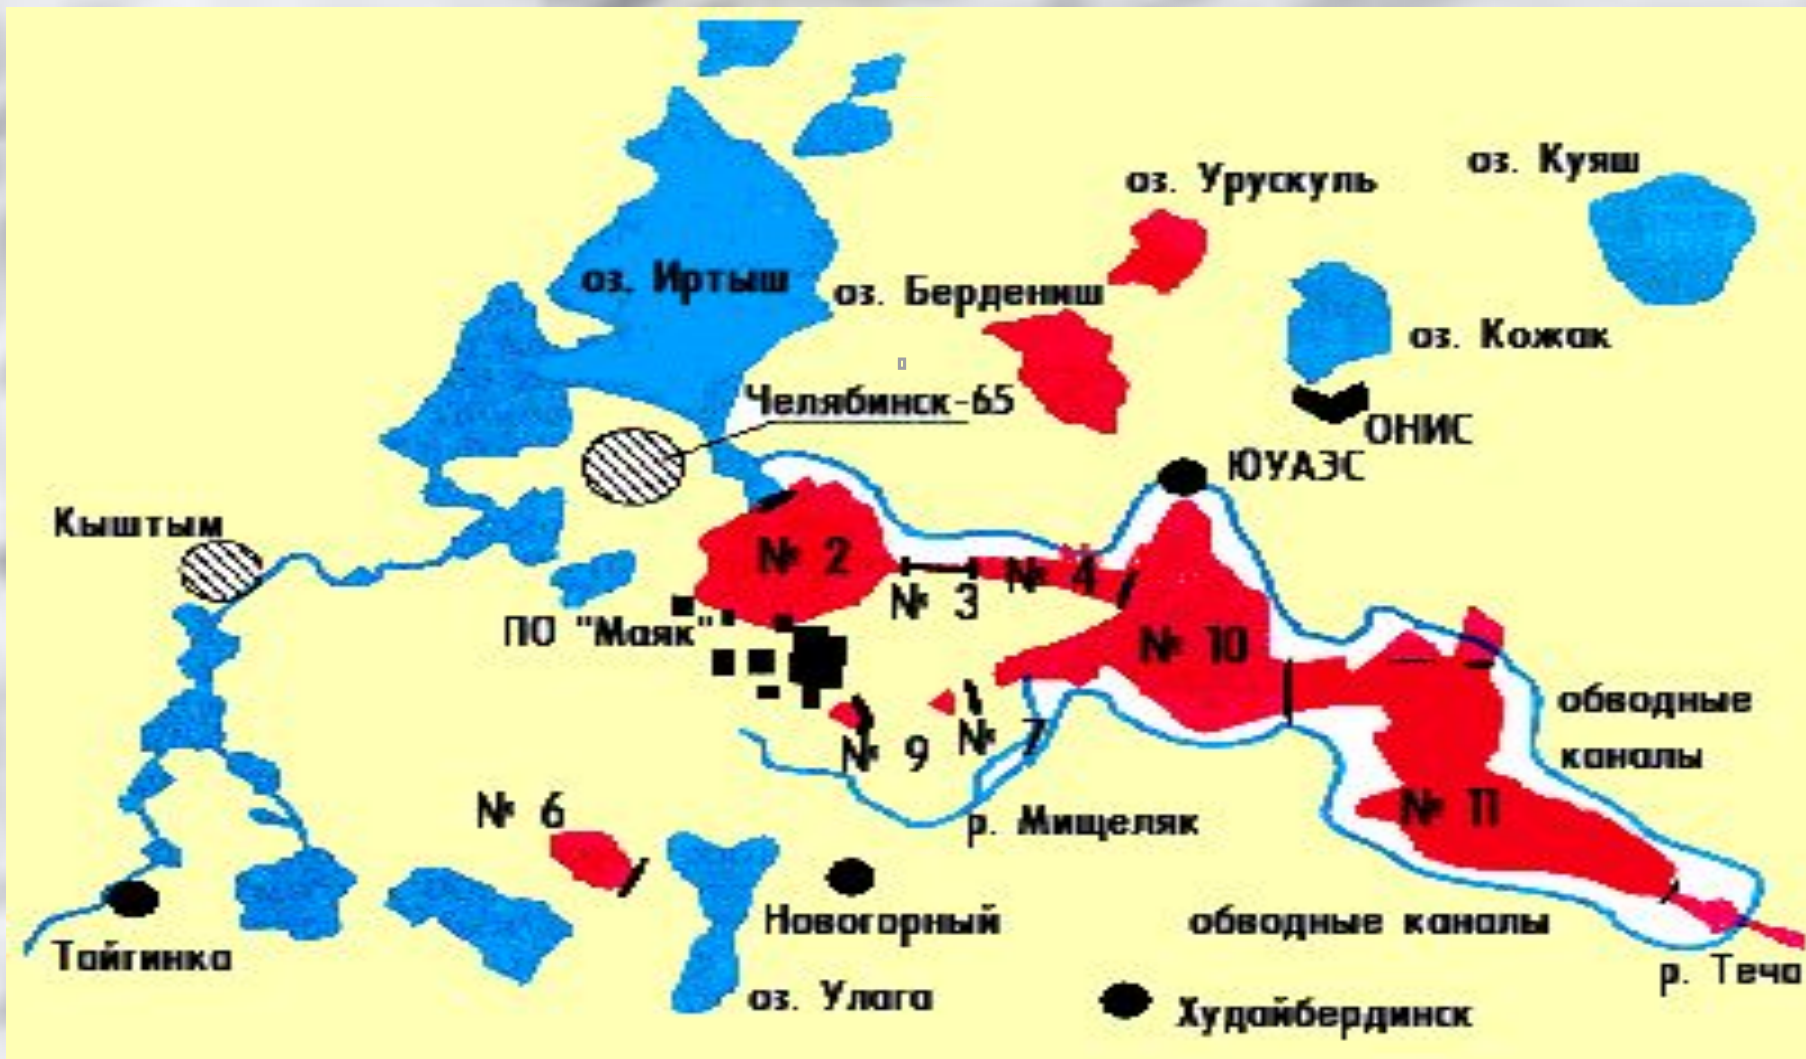 оз. Куяш
оз. Урускуль
оз. Иртыш
оз. Бердениш
оз. Кожак
Челябинск-65
ОНИС
ЮУАЭС
Кыштым
№ 2
№ 3
№ 4
ПО "Маяк"
№ 10
обводные
каналы
№ 9
№ 7
№ 6
р. Мищеляк
№ 11
Новогорный
обводные каналы
Тайгинка
р. Теча
оз. Улага
Худайбердинск